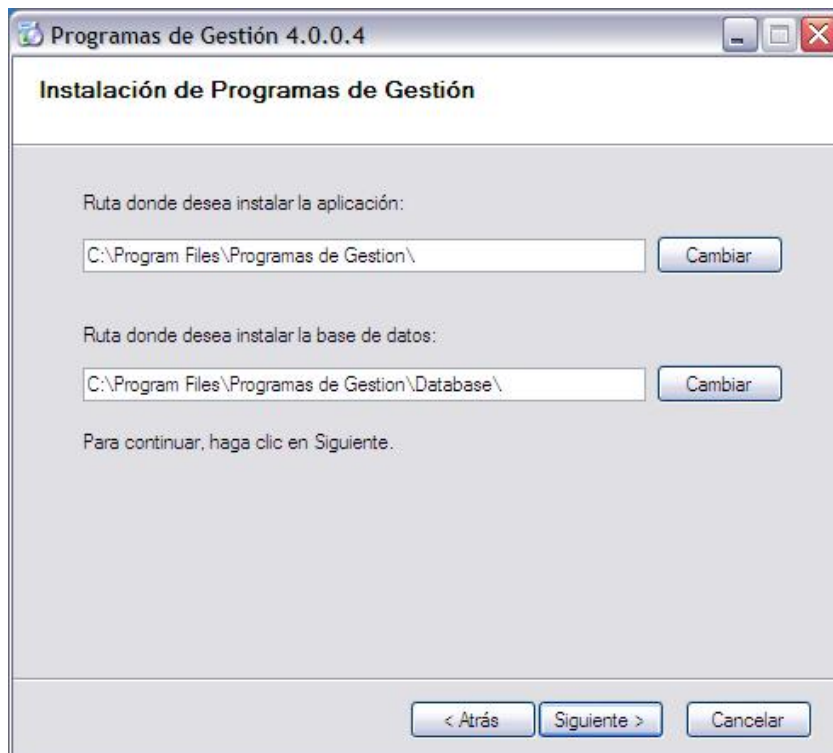 Programas de Gestión 4.0.0.4
Instalación de Programas de Gestión
Ruta donde desea instalar la aplicación:
C:\Program Files\Programas de Gestion\
Cambiar
Ruta donde desea instalar la base de datos:
C:\Program Files\Programas de Gestion\Database\
Cambiar
Para continuar, haga clic en Siguiente.
< Atrás
Siguiente >
Cancelar